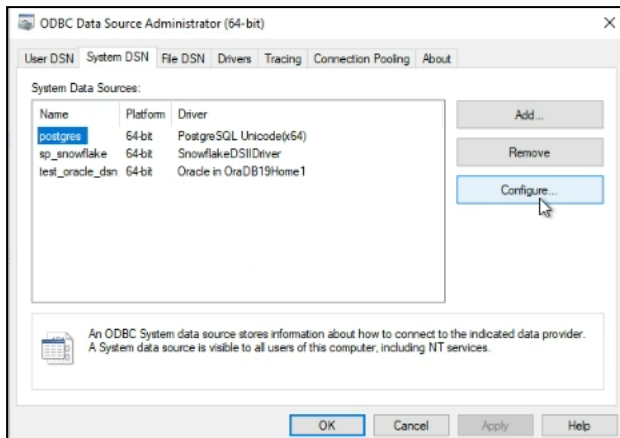 ODBC Data Source Administrator (64-bit)
User DSN System DSN File DSN Drivers Tracing Connection Pooling About
System Data Sources:
Name Platform Driver
postgres 64-bit PostgreSQL Unicode(x64)
sp_snowflake 64-bit SnowflakeDSIIDriver
test_oracle_dsn 64-bit Oracle in OraDB19Home1
Add...
Remove
Configure...
An ODBC System data source stores information about how to connect to the indicated data provider.
A System data source is visible to all users of this computer, including NT services.
OK Cancel Apply Help